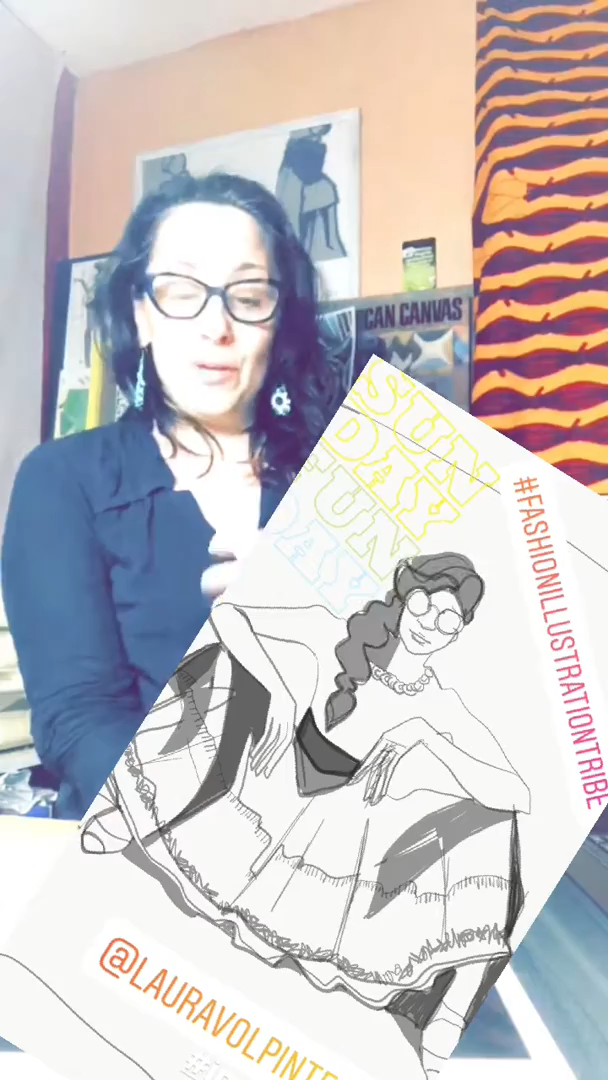 CAN CANVAS
SUN
DAY
FUN
DAY
#FASHIONILLUSTRATIONTRIBE
@LAURAVOLPINTE